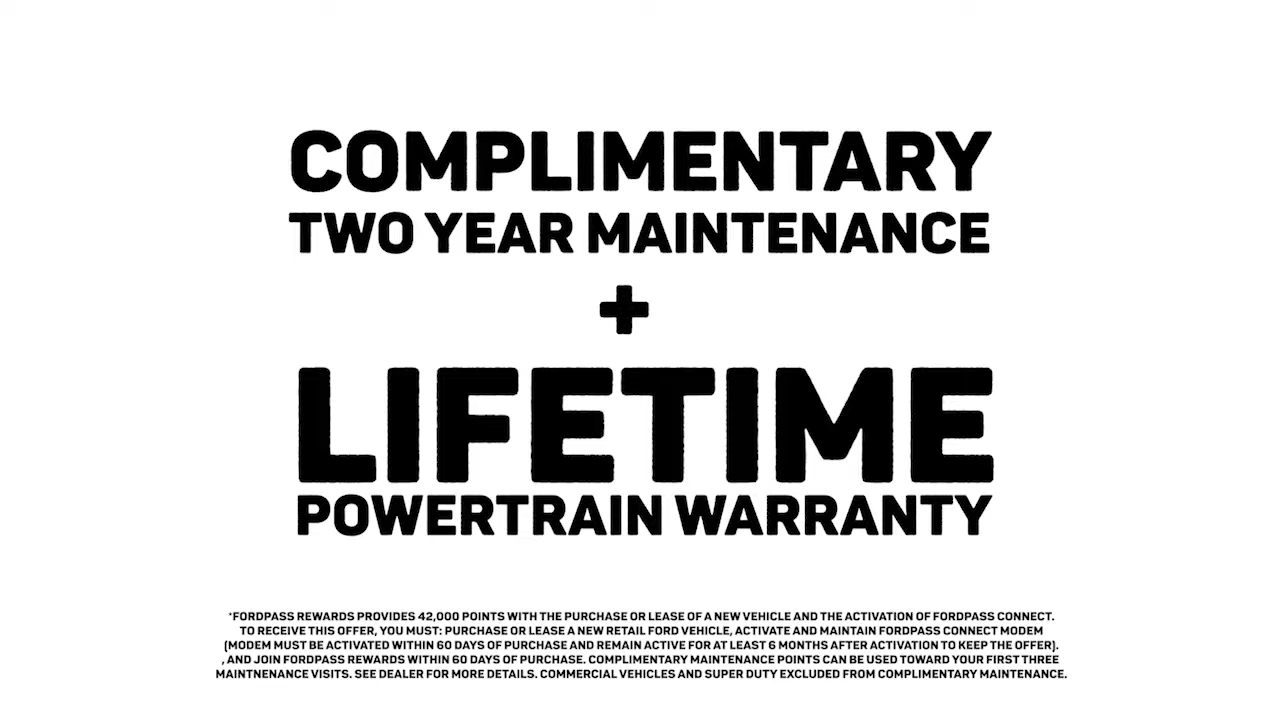 COMPLIMENTARY
TWO YEAR MAINTENANCE
+
LIFETIME
POWERTRAIN WARRANTY
*FORDPASS REWARDS PROVIDES 42,000 POINTS WITH THE PURCHASE OR LEASE OF A NEW VEHICLE AND THE ACTIVATION OF FORDPASS CONNECT.
TO RECEIVE THIS OFFER, YOU MUST: PURCHASE OR LEASE A NEW RETAIL FORD VEHICLE, ACTIVATE AND MAINTAIN FORDPASS CONNECT MODEM
(MODEM MUST BE ACTIVATED WITHIN 60 DAYS OF PURCHASE AND REMAIN ACTIVE FOR AT LEAST 6 MONTHS AFTER ACTIVATION TO KEEP THE OFFER).
, AND JOIN FORDPASS REWARDS WITHIN 60 DAYS OF PURCHASE. COMPLIMENTARY MAINTENANCE POINTS CAN BE USED TOWARD YOUR FIRST THREE
MAINTNENANCE VISITS. SEE DEALER FOR MORE DETAILS. COMMERCIAL VEHICLES AND SUPER DUTY EXCLUDED FROM COMPLIMENTARY MAINTENANCE.